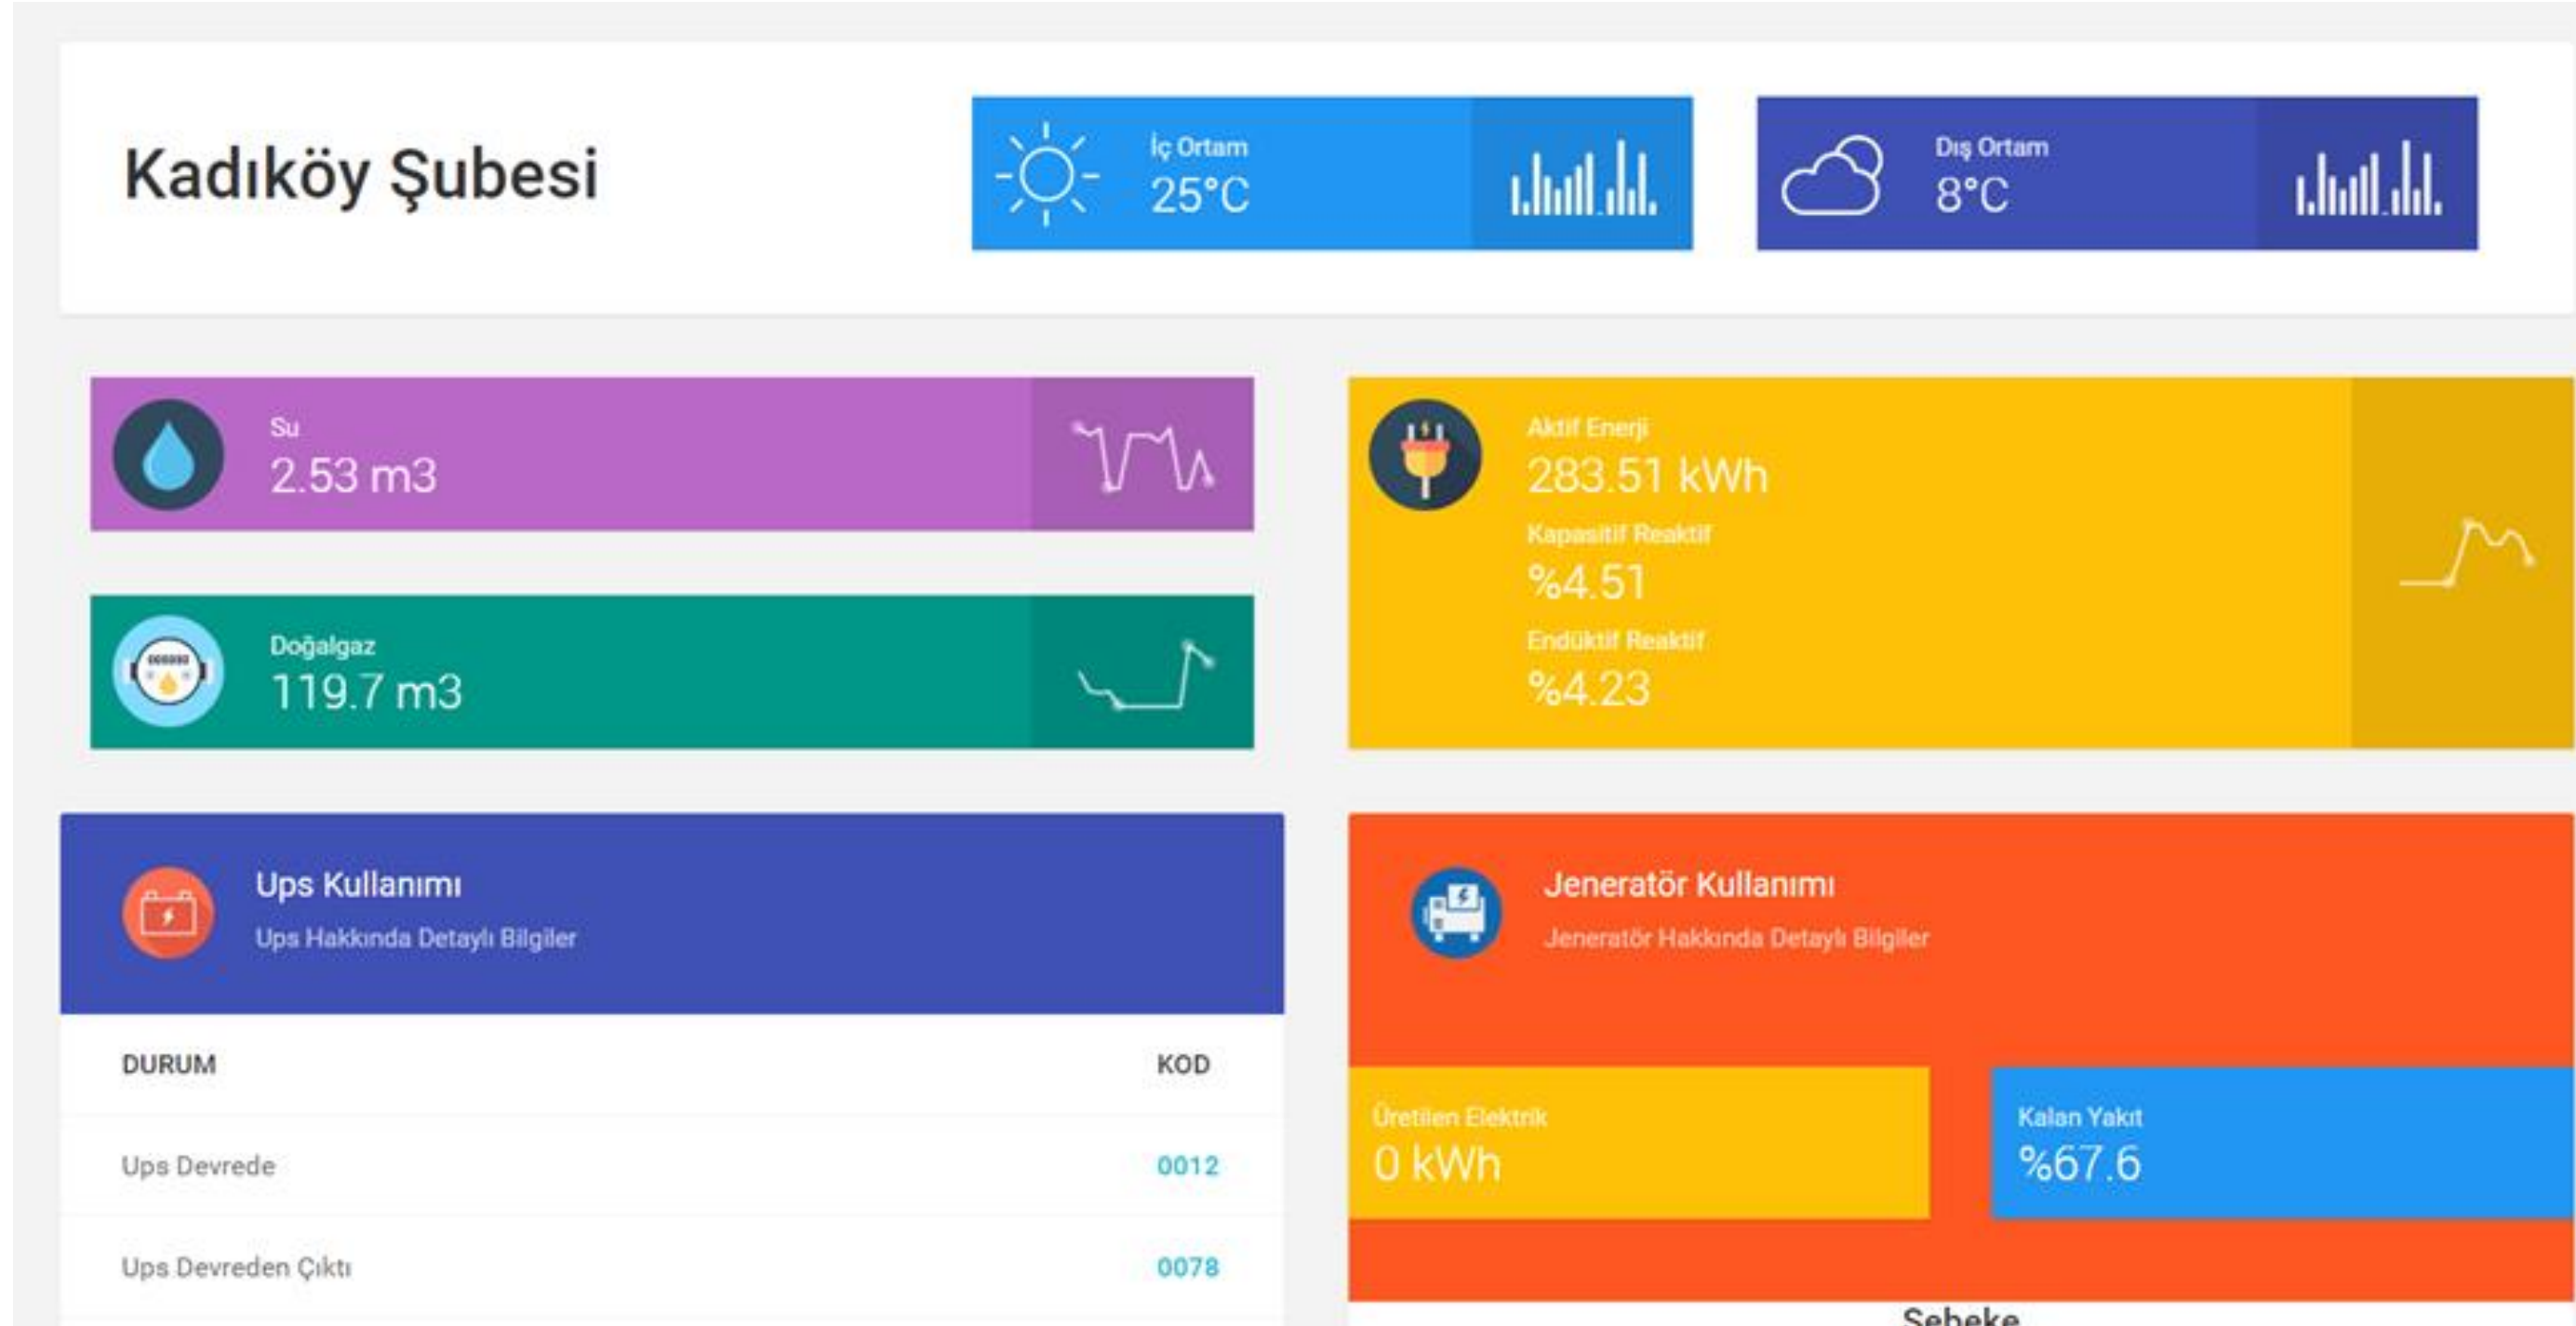 Kadıköy Şubesi
İç Ortam
25°C
Dış Ortam
8°C
Su
2.53 m3
Doğalgaz
119.7 m3
Aktif Enerji
283.51 kWh
Kapasitif Reaktif
%4.51
Endüktif Reaktif
%4.23
Ups Kullanımı
Ups Hakkında Detaylı Bilgiler
DURUM KOD
Ups Devrede 0012
Ups Devreden Çıktı 0078
Jeneratör Kullanımı
Jeneratör Hakkında Detaylı Bilgiler
Üretilen Elektrik
0 kWh
Kalan Yakıt
%67.6
Şebeke